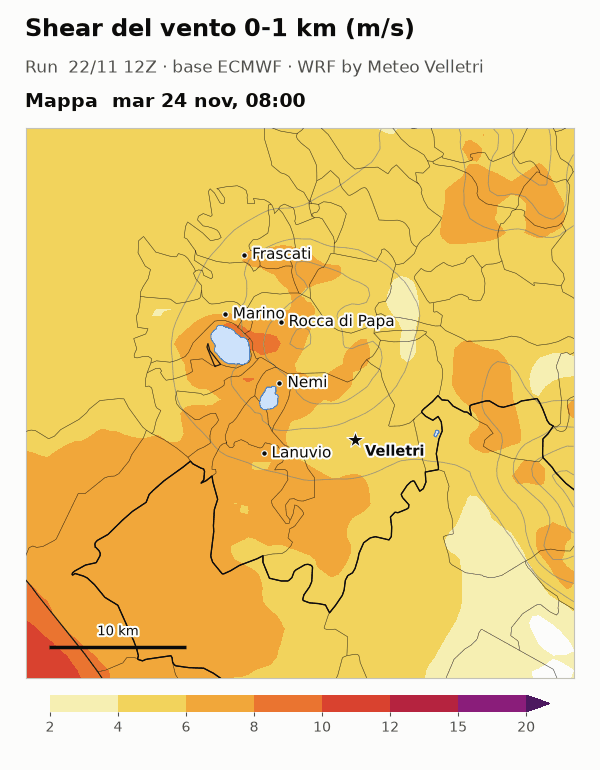 Shear del vento 0-1 km (m/s)
Run  22/11 12Z · base ECMWF · WRF by Meteo Velletri
Mappa  mar 24 nov, 08:00
Frascati
Marino
Rocca di Papa
Nemi
Velletri
Lanuvio
10 km
2 4 6 8 10 12 15 20